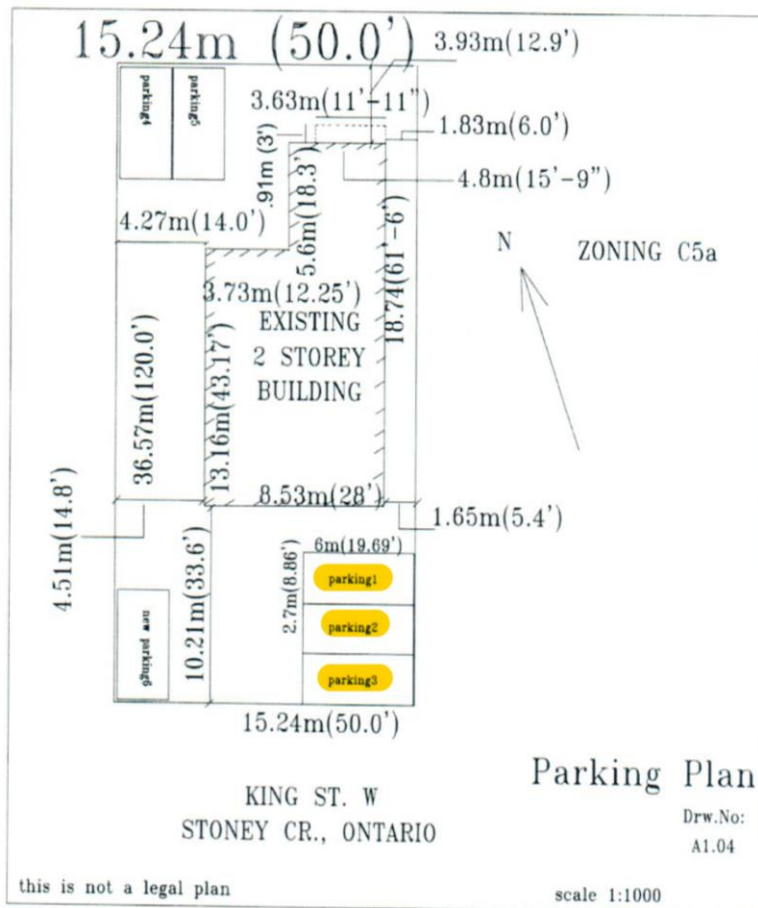 15.24m (50.0')
3.93m(12.9')
parking4
parking5
3.63m(11'-11")
1.83m(6.0')
.91m (3')
4.8m(15'-9")
5.6m(18.3')
4.27m(14.0')
N
ZONING C5a
18.74(61'-6')
3.73m(12.25')
EXISTING
2 STOREY
BUILDING
36.57m(120.0')
13.16m(43.17')
8.53m(28')
1.65m(5.4')
4.51m(14.8')
6m(19.69')
2.7m(8.86')
parking1
parking2
parking3
10.21m(33.6')
new parking6
15.24m(50.0')
Parking Plan
KING ST. W
STONEY CR., ONTARIO
Drw.No:
A1.04
this is not a legal plan
scale 1:1000